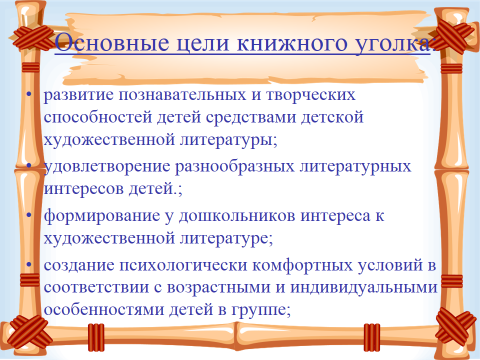 Основные цели книжного уголка
• развитие познавательных и творческих
способностей детей средствами детской
художественной литературы;
• удовлетворение разнообразных литературных
интересов детей.;
• формирование у дошкольников интереса к
художественной литературе;
• создание психологически комфортных условий в
соответствии с возрастными и индивидуальными
особенностями детей в группе;